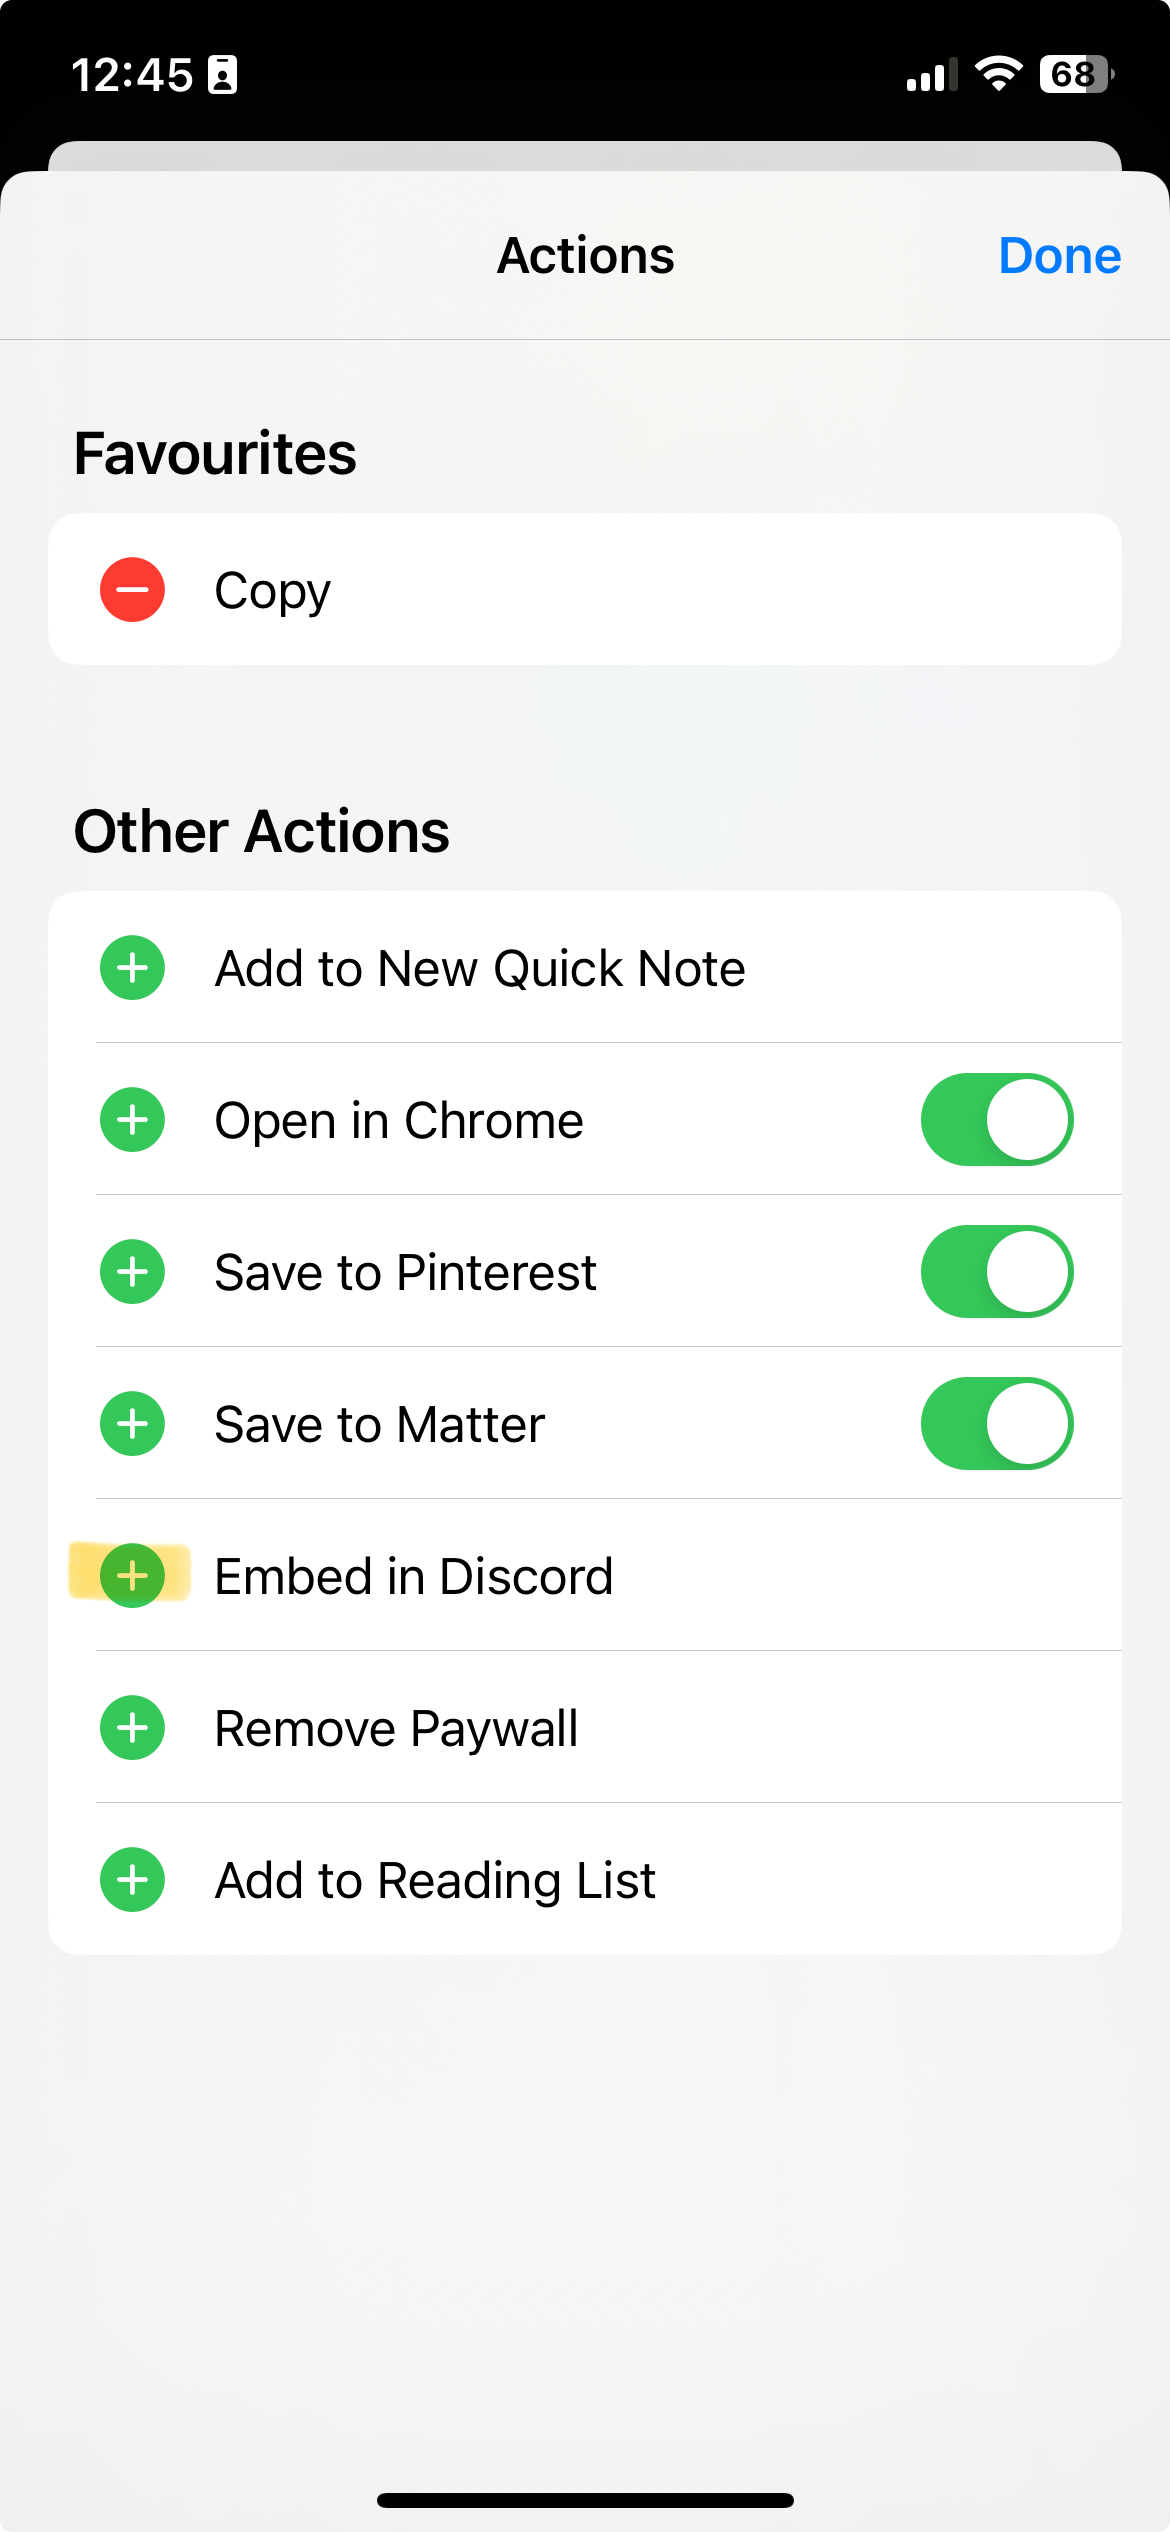 12:45
68
Actions
Done
Favourites
Copy
Other Actions
Add to New Quick Note
Open in Chrome
Save to Pinterest
Save to Matter
Embed in Discord
Remove Paywall
Add to Reading List